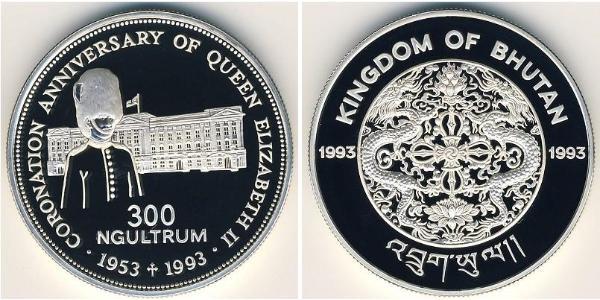 CORONATION ANNIVERSARY OF QUEEN ELIZABETH II
300
NGULTRUM
· 1953 † 1993 ·
KINGDOM OF BHUTAN
1993 1993
འབྲུག་ཡུལ།།